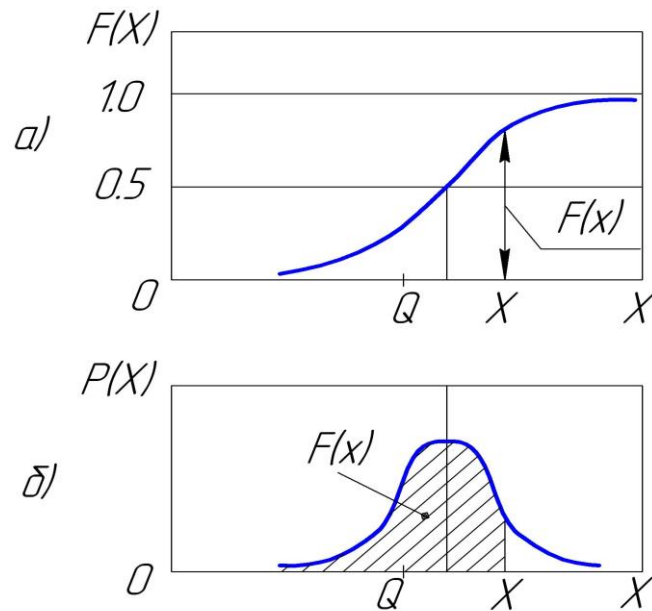 F(X)
1.0
а)
0.5
F(x)
0
Q X X
P(X)
F(x)
б)
0
Q X X